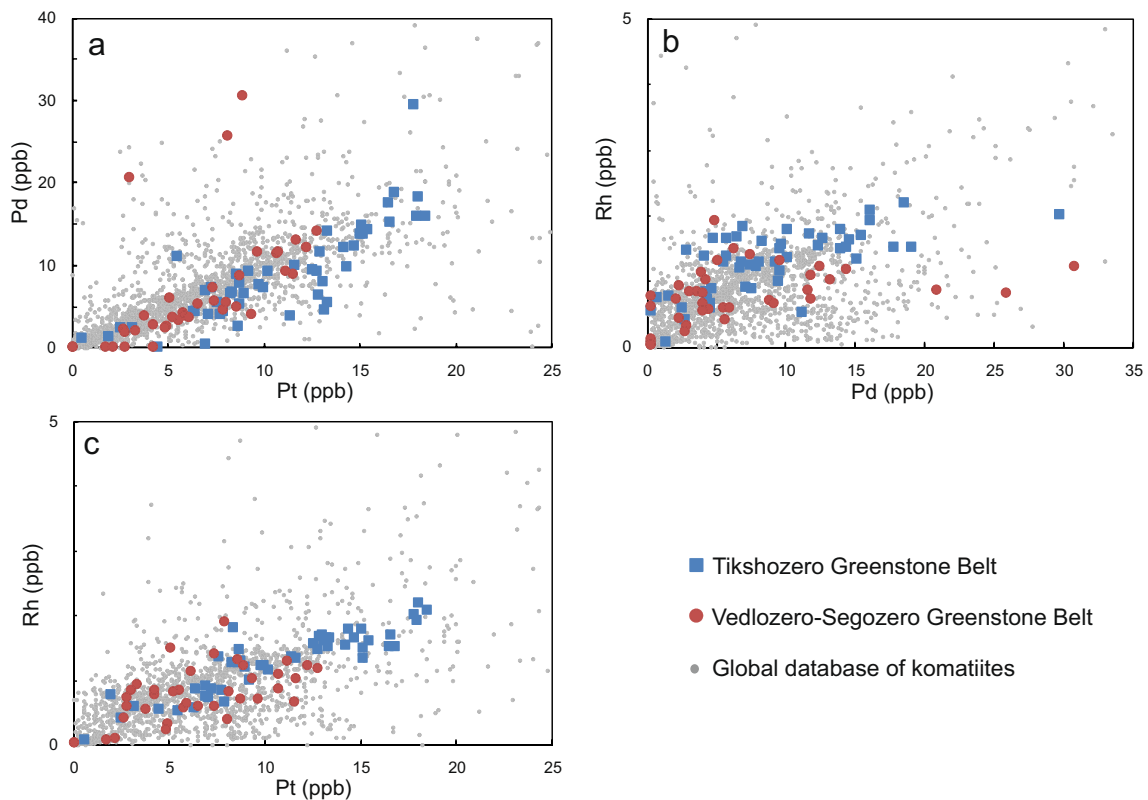 a
40
30
20
10
0
Pd (ppb)
0 5 10 15 20 25
Pt (ppb)
b
5
0
Rh (ppb)
0 5 10 15 20 25 30 35
Pd (ppb)
c
5
0
Rh (ppb)
0 5 10 15 20 25
Pt (ppb)
Tikshozero Greenstone Belt
Vedlozero-Segozero Greenstone Belt
Global database of komatiites